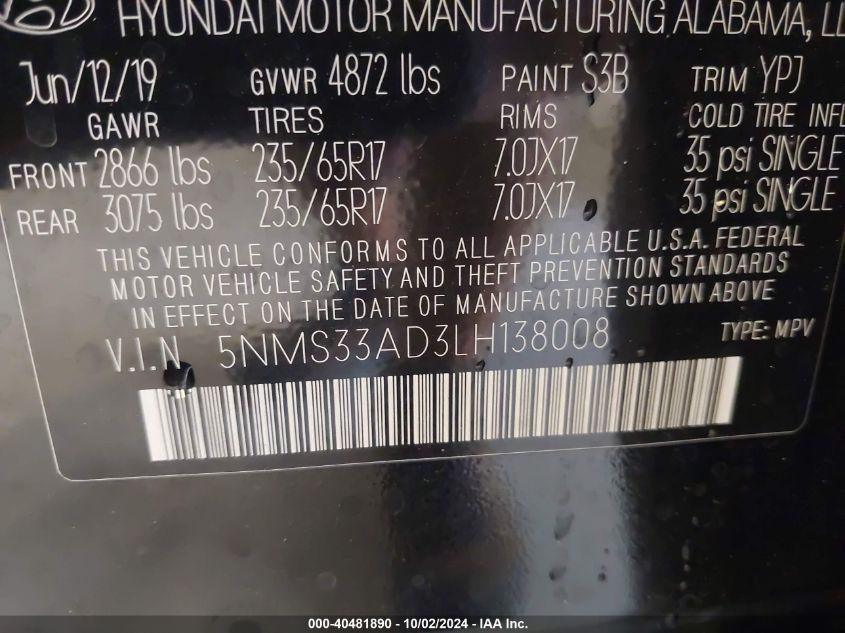 HYUNDAI MOTOR MANUFACTURING ALABAMA, LL
Jun/12/19 GVWR 4872 lbs PAINT S3B TRIM YPJ
GAWR TIRES RIMS COLD TIRE INFL
FRONT 2866 lbs 235/65R17 7.0JX17 35 psi SINGLE
REAR 3075 lbs 235/65R17 7.0JX17 35 psi SINGLE
THIS VEHICLE CONFORMS TO ALL APPLICABLE U.S.A. FEDERAL
MOTOR VEHICLE SAFETY AND THEFT PREVENTION STANDARDS
IN EFFECT ON THE DATE OF MANUFACTURE SHOWN ABOVE
V.I.N 5NMS33AD3LH138008 TYPE: MPV
000-40481890 - 10/02/2024 - IAA Inc.